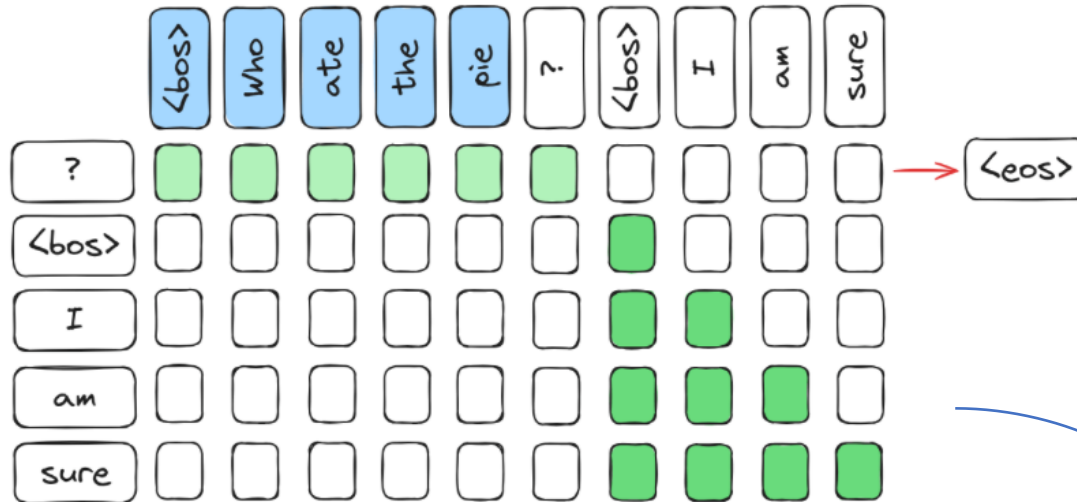 <bos> Who ate the pie ? <bos> I am sure
? <eos>
<bos>
I
am
sure